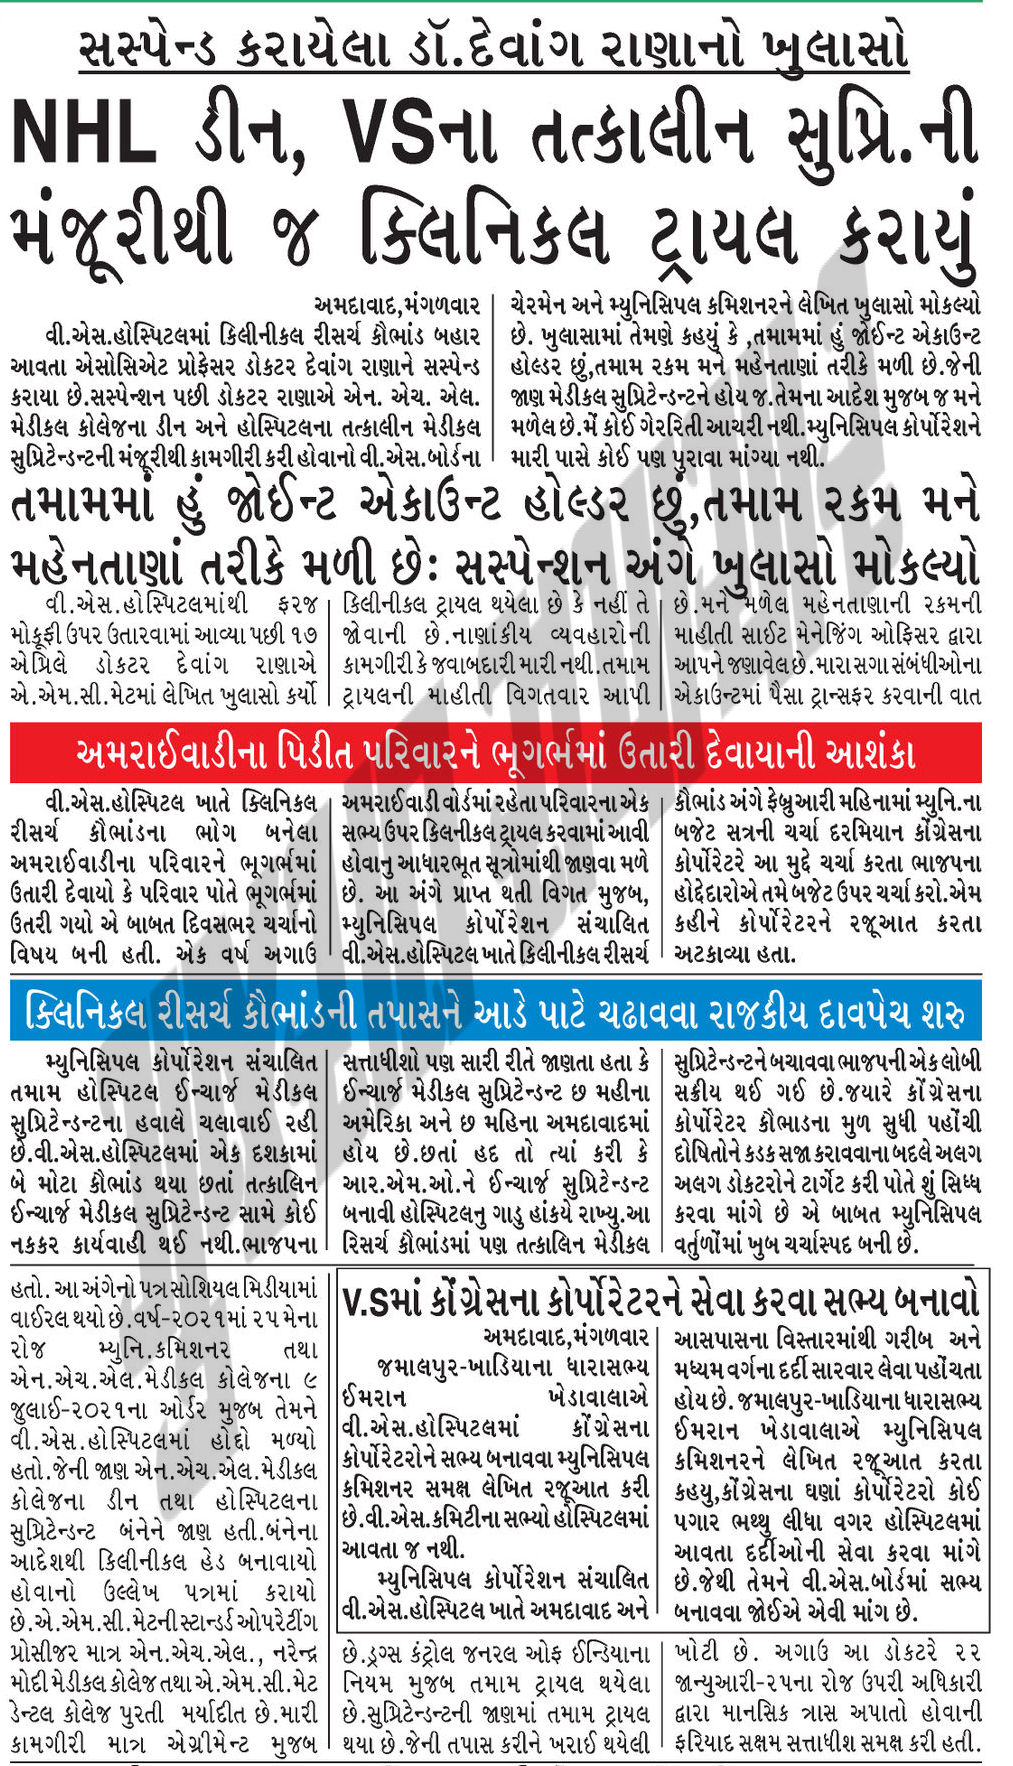 સસ્પેન્ડ કરાયેલા ડૉ.દેવાંગ રાણાનો ખુલાસો
NHL ડીન, VSના તત્કાલીન સુપ્રિ.ની
મંજૂરીથી જ ક્લિનિકલ ટ્રાયલ કરાયું
અમદાવાદ,મંગળવાર
વી.એસ.હોસ્પિટલમાં કિલીનીકલ રીસર્ચ કૌભાંડ બહાર
આવતા એસોસિએટ પ્રોફેસર ડોકટર દેવાંગ રાણાને સસ્પેન્ડ
કરાયા છે.સસ્પેન્શન પછી ડોકટર રાણાએ એન. એચ. એલ.
મેડીકલ કોલેજના ડીન અને હોસ્પિટલના તત્કાલીન મેડીકલ
સુપ્રિટેન્ડન્ટની મંજૂરીથી કામગીરી કરી હોવાનો વી.એસ.બોર્ડના
ચેરમેન અને મ્યુનિસિપલ કમિશનરને લેખિત ખુલાસો મોકલ્યો
છે. ખુલાસામાં તેમણે કહયુ કે ,તમામમાં હું જોઈન્ટ એકાઉન્ટ
હોલ્ડર છું,તમામ રકમ મને મહેનતાણાં તરીકે મળી છે.જેની
જાણ મેડીકલ સુપ્રિટેન્ડન્ટને હોય જ.તેમના આદેશ મુજબ જ મને
મળેલ છે.મેં કોઈ ગેરરિતી આચરી નથી.મ્યુનિસિપલ કોર્પોરેશને
મારી પાસે કોઈ પણ પુરાવા માંગ્યા નથી.
તમામમાં હું જોઈન્ટ એકાઉન્ટ હોલ્ડર છું,તમામ રકમ મને
મહેનતાણાં તરીકે મળી છેઃ સસ્પેન્શન અંગે ખુલાસો મોકલ્યો
વી.એસ.હોસ્પિટલમાંથી ફરજ
મોકૂફી ઉપર ઉતારવામાં આવ્યા પછી ૧૭
એપ્રિલે ડોકટર દેવાંગ રાણાએ
એ.એમ.સી.મેટમાં લેખિત ખુલાસો કર્યો
કિલીનીકલ ટ્રાયલ થયેલા છે કે નહીં તે
જોવાની છે.નાણાંકીય વ્યવહારોની
કામગીરી કે જવાબદારી મારી નથી.તમામ
ટ્રાયલની માહીતી વિગતવાર આપી
છે.મને મળેલ મહેનતાણાની રકમની
માહીતી સાઈટ મેનેજિંગ ઓફિસર દ્વારા
આપને જણાવેલ છે.મારા સગા સંબંધીઓના
એકાઉન્ટમાં પૈસા ટ્રાન્સફર કરવાની વાત
અમરાઈવાડીના પિડીત પરિવારને ભૂગર્ભમાં ઉતારી દેવાયાની આશંકા
વી.એસ.હોસ્પિટલ ખાતે ક્લિનિકલ
રીસર્ચ કૌભાંડના ભોગ બનેલા
અમરાઈવાડીના પરિવારને ભૂગર્ભમાં
ઉતારી દેવાયો કે પરિવાર પોતે ભૂગર્ભમાં
ઉતરી ગયો એ બાબત દિવસભર ચર્ચાનો
વિષય બની હતી. એક વર્ષ અગાઉ
અમરાઈવાડી વોર્ડમાં રહેતા પરિવારના એક
સભ્ય ઉપર કિલનીકલ ટ્રાયલ કરવામાં આવી
હોવાનુ આધારભૂત સૂત્રોમાંથી જાણવા મળે
છે. આ અંગે પ્રાપ્ત થતી વિગત મુજબ,
મ્યુનિસિપલ કોર્પોરેશન સંચાલિત
વી.એસ.હોસ્પિટલ ખાતે કિલીનીકલ રીસર્ચ
કૌભાંડ અંગે ફેબ્રુઆરી મહિનામાં મ્યુનિ.ના
બજેટ સત્રની ચર્ચા દરમિયાન કોંગ્રેસના
કોર્પોરેટરે આ મુદ્દે ચર્ચા કરતા ભાજપના
હોદ્દેદારોએ તમે બજેટ ઉપર ચર્ચા કરો.એમ
કહીને કોર્પોરેટરને રજૂઆત કરતા
અટકાવ્યા હતા.
ક્લિનિકલ રીસર્ચ કૌભાંડની તપાસને આડે પાટે ચઢાવવા રાજકીય દાવપેચ શરુ
મ્યુનિસિપલ કોર્પોરેશન સંચાલિત
તમામ હોસ્પિટલ ઈન્ચાર્જ મેડીકલ
સુપ્રિટેન્ડન્ટના હવાલે ચલાવાઈ રહી
છે.વી.એસ.હોસ્પિટલમાં એક દશકામાં
બે મોટા કૌભાંડ થયા છતાં તત્કાલિન
ઈન્ચાર્જ મેડીકલ સુપ્રિટેન્ડન્ટ સામે કોઈ
નકકર કાર્યવાહી થઈ નથી.ભાજપના
સત્તાધીશો પણ સારી રીતે જાણતા હતા કે
ઈન્ચાર્જ મેડીકલ સુપ્રિટેન્ડન્ટ છ મહીના
અમેરિકા અને છ મહિના અમદાવાદમાં
હોય છે.છતાં હદ તો ત્યાં કરી કે
આર.એમ.ઓ.ને ઈન્ચાર્જ સુપ્રિટેન્ડન્ટ
બનાવી હોસ્પિટલનુ ગાડુ હાંકયે રાખ્યુ.આ
રિસર્ચ કૌભાંડમાં પણ તત્કાલિન મેડીકલ
સુપ્રિટેન્ડન્ટને બચાવવા ભાજપની એક લોબી
સક્રીય થઈ ગઈ છે.જયારે કોંગ્રેસના
કોર્પોરેટર કૌભાડના મુળ સુધી પહોંચી
દોષિતોને કડક સજા કરાવવાના બદલે અલગ
અલગ ડોકટરોને ટાર્ગેટ કરી પોતે શું સિધ્ધ
કરવા માંગે છે એ બાબત મ્યુનિસિપલ
વર્તુળોમાં ખુબ ચર્ચાસ્પદ બની છે.
હતો. આ અંગેનો પત્ર સોશિયલ મિડીયામાં
વાઈરલ થયો છે.વર્ષ-૨૦૨૧માં ૨૫ મેના
રોજ મ્યુનિ.કમિશનર તથા
એન.એચ.એલ.મેડીકલ કોલેજના ૯
જુલાઈ-૨૦૨૧ના ઓર્ડર મુજબ તેમને
વી.એસ.હોસ્પિટલમાં હોદ્દો મળ્યો
હતો.જેની જાણ એન.એચ.એલ.મેડીકલ
કોલેજના ડીન તથા હોસ્પિટલના
સુપ્રિટેન્ડન્ટ બંનેને જાણ હતી.બંનેના
આદેશથી કિલીનીકલ હેડ બનાવાયો
હોવાનો ઉલ્લેખ પત્રમાં કરાયો
છે.એ.એમ.સી.મેટની સ્ટાન્ડર્ડ ઓપરેટીંગ
પ્રોસીજર માત્ર એન.એચ.એલ., નરેન્દ્ર
મોદી મેડીકલ કોલેજ તથા એ.એમ.સી.મેટ
ડેન્ટલ કોલેજ પુરતી મર્યાદીત છે.મારી
કામગીરી માત્ર એગ્રીમેન્ટ મુજબ
V.Sમાં કોંગ્રેસના કોર્પોરેટરને સેવા કરવા સભ્ય બનાવો
અમદાવાદ,મંગળવાર
જમાલપુર-ખાડિયાના ધારાસભ્ય
ઈમરાન ખેડાવાલાએ
વી.એસ.હોસ્પિટલમાં કોંગ્રેસના
કોર્પોરેટરોને સભ્ય બનાવવા મ્યુનિસિપલ
કમિશનર સમક્ષ લેખિત રજૂઆત કરી
છે.વી.એસ.કમિટીના સભ્યો હોસ્પિટલમાં
આવતા જ નથી.
મ્યુનિસિપલ કોર્પોરેશન સંચાલિત
વી.એસ.હોસ્પિટલ ખાતે અમદાવાદ અને
આસપાસના વિસ્તારમાંથી ગરીબ અને
મધ્યમ વર્ગના દર્દી સારવાર લેવા પહોંચતા
હોય છે. જમાલપુર-ખાડિયાના ધારાસભ્ય
ઈમરાન ખેડાવાલાએ મ્યુનિસિપલ
કમિશનરને લેખિત રજૂઆત કરતા
કહયુ,કોંગ્રેસના ઘણાં કોર્પોરેટરો કોઈ
પગાર ભથ્થુ લીધા વગર હોસ્પિટલમાં
આવતા દર્દીઓની સેવા કરવા માંગે
છે.જેથી તેમને વી.એસ.બોર્ડમાં સભ્ય
બનાવવા જોઈએ એવી માંગ છે.
છે.ડ્રગ્સ કંટ્રોલ જનરલ ઓફ ઈન્ડિયાના
નિયમ મુજબ તમામ ટ્રાયલ થયેલા
છે.સુપ્રિટેન્ડન્ટની જાણમાં તમામ ટ્રાયલ
થયા છે.જેની તપાસ કરીને ખરાઈ થયેલી
ખોટી છે. અગાઉ આ ડોકટરે ૨૨
જાન્યુઆરી-૨૫ના રોજ ઉપરી અધિકારી
દ્વારા માનસિક ત્રાસ અપાતો હોવાની
ફરિયાદ સક્ષમ સત્તાધીશ સમક્ષ કરી હતી.